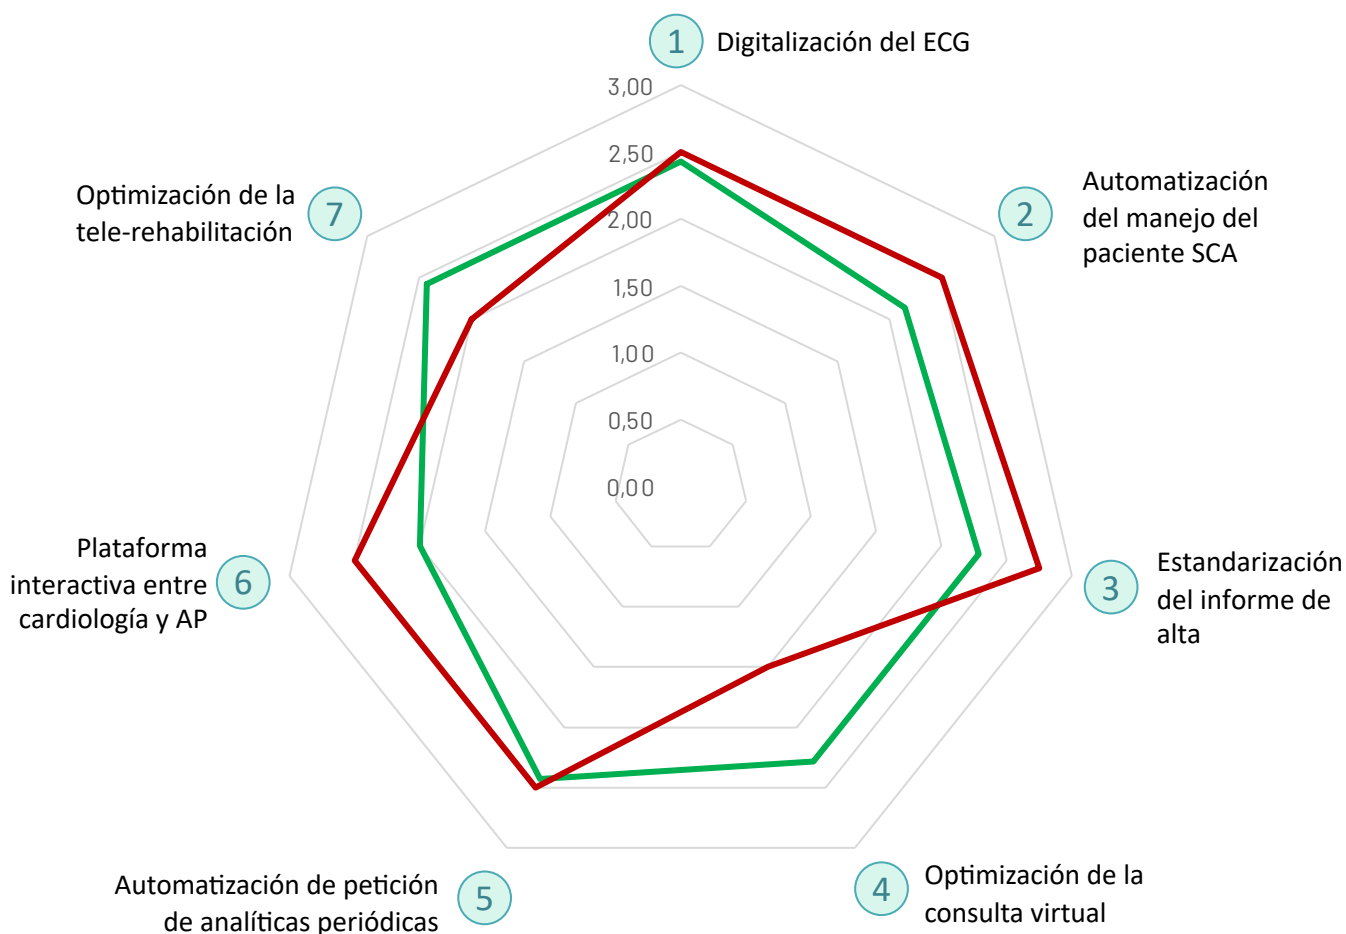 1
Digitalización del ECG
3,00
2,50
2,00
1,50
1,00
0,50
0,00
2
Automatización
del manejo del
paciente SCA
3
Estandarización
del informe de
alta
4
Optimización de la
consulta virtual
5
Automatización de petición
de analíticas periódicas
6
Plataforma
interactiva entre
cardiología y AP
7
Optimización de la
tele-rehabilitación